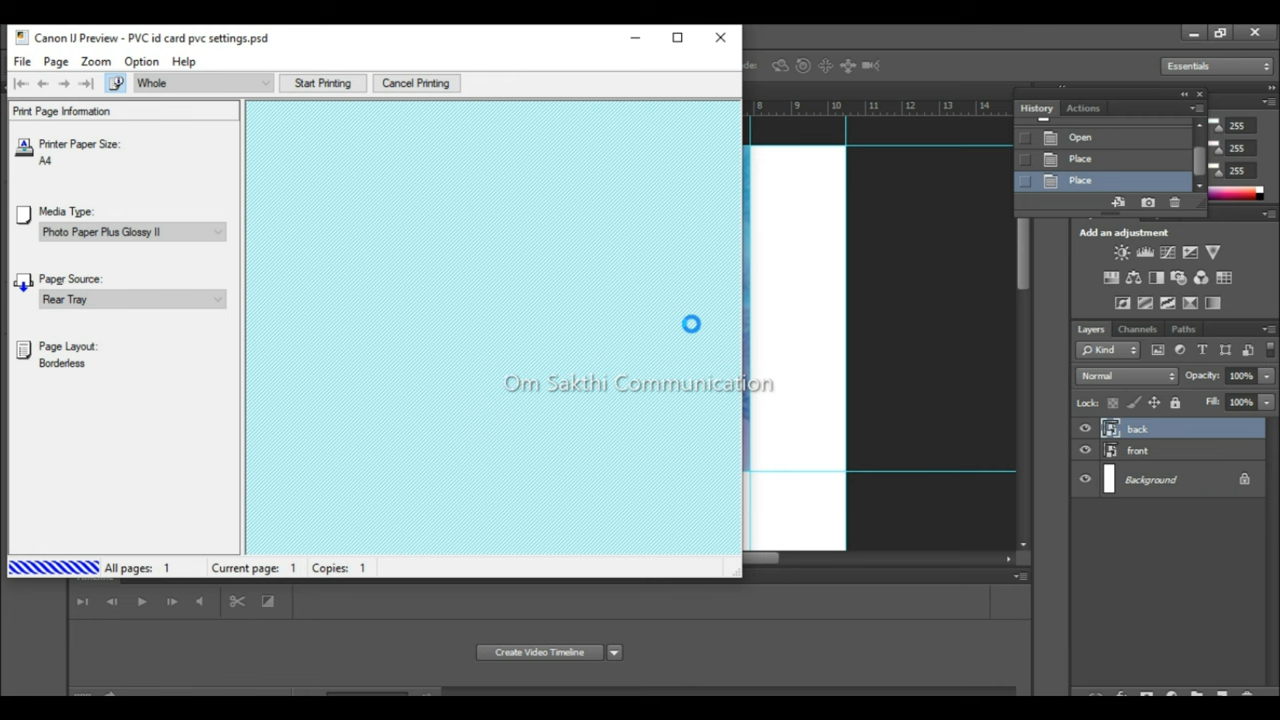 Canon IJ Preview - PVC id card pvc settings.psd
File Page Zoom Option Help
Whole Start Printing Cancel Printing
Print Page Information
Printer Paper Size:
A4
Media Type:
Photo Paper Plus Glossy II
Paper Source:
Rear Tray
Page Layout:
Borderless
All pages: 1 Current page: 1 Copies: 1
Om Sakthi Communication
de:
Essentials
8 9 10 11 12 13 14
History Actions
Open
Place
Place
255
255
255
Add an adjustment
Layers Channels Paths
Kind
Normal Opacity: 100%
Lock: Fill: 100%
back
front
Background
Create Video Timeline